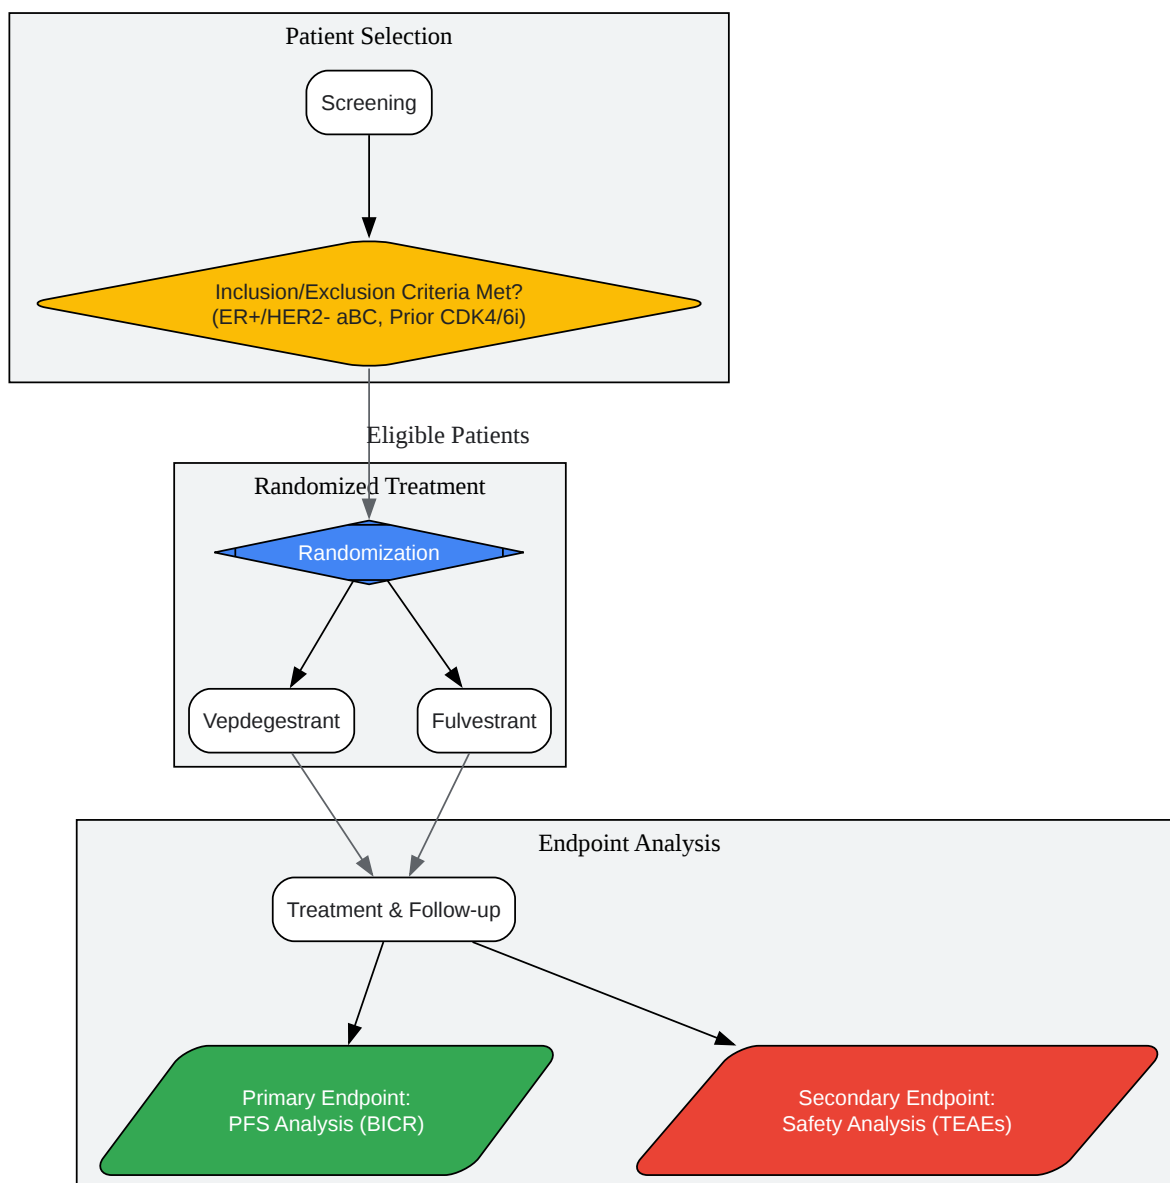 Patient Selection
Screening
Inclusion/Exclusion Criteria Met?
(ER+/HER2- aBC, Prior CDK4/6i)
Eligible Patients
Randomized Treatment
Randomization
Vepdegestrant
Fulvestrant
Endpoint Analysis
Treatment & Follow-up
Primary Endpoint:
PFS Analysis (BICR)
Secondary Endpoint:
Safety Analysis (TEAEs)